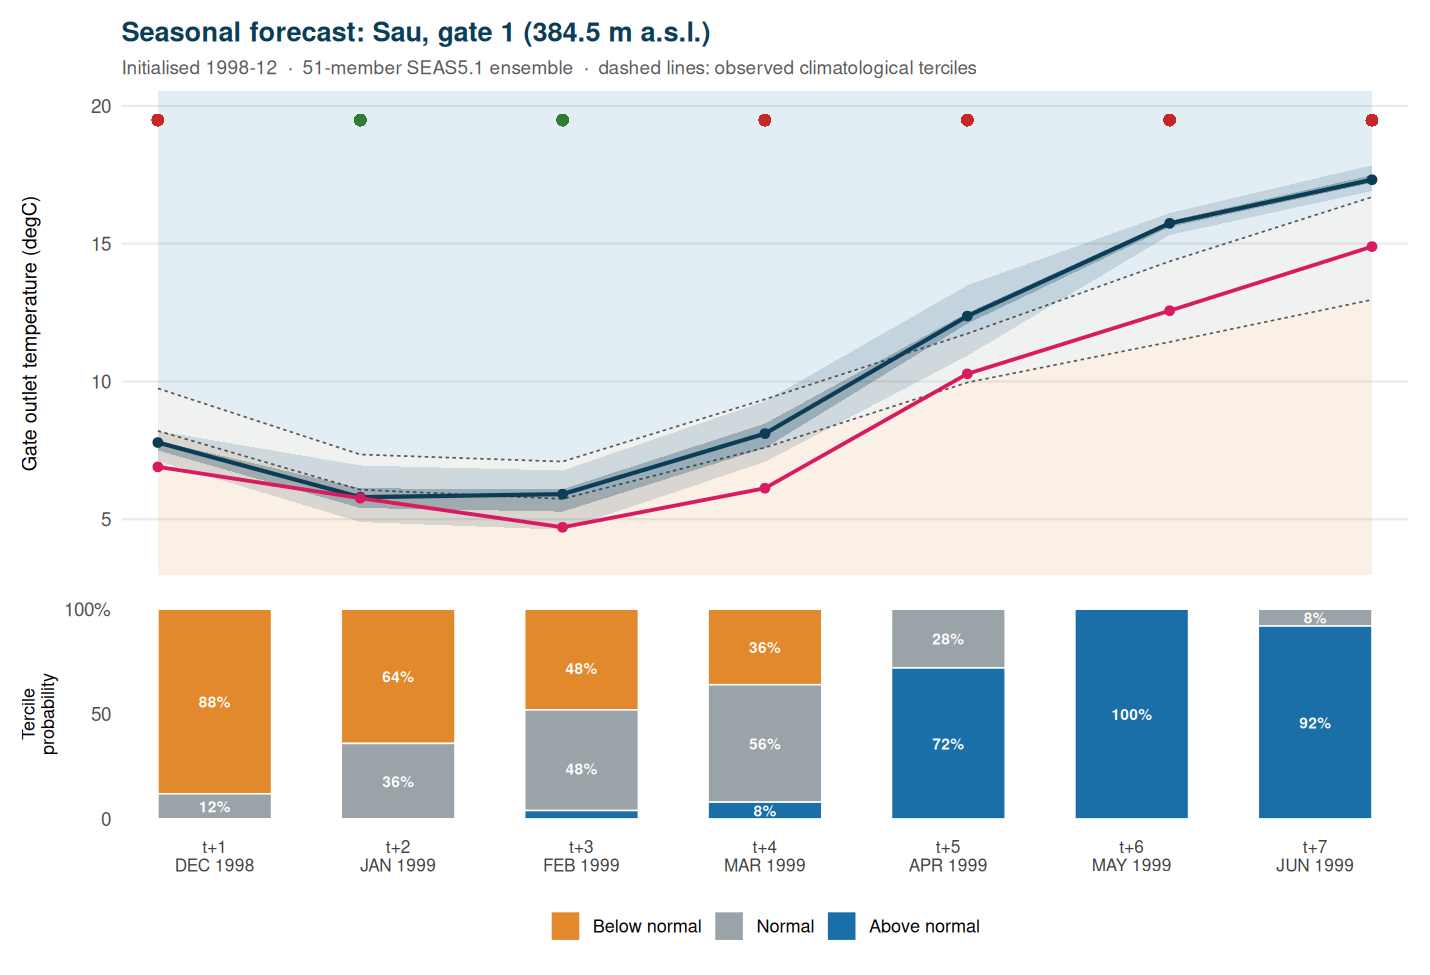 Seasonal forecast: Sau, gate 1 (384.5 m a.s.l.)
Initialised 1998-12 · 51-member SEAS5.1 ensemble · dashed lines: observed climatological terciles
Gate outlet temperature (degC)
20
15
10
5
Tercile
probability
100%
50
0
88%
12%
64%
36%
48%
48%
36%
56%
8%
28%
72%
100%
8%
92%
t+1
DEC 1998
t+2
JAN 1999
t+3
FEB 1999
t+4
MAR 1999
t+5
APR 1999
t+6
MAY 1999
t+7
JUN 1999
Below normal
Normal
Above normal